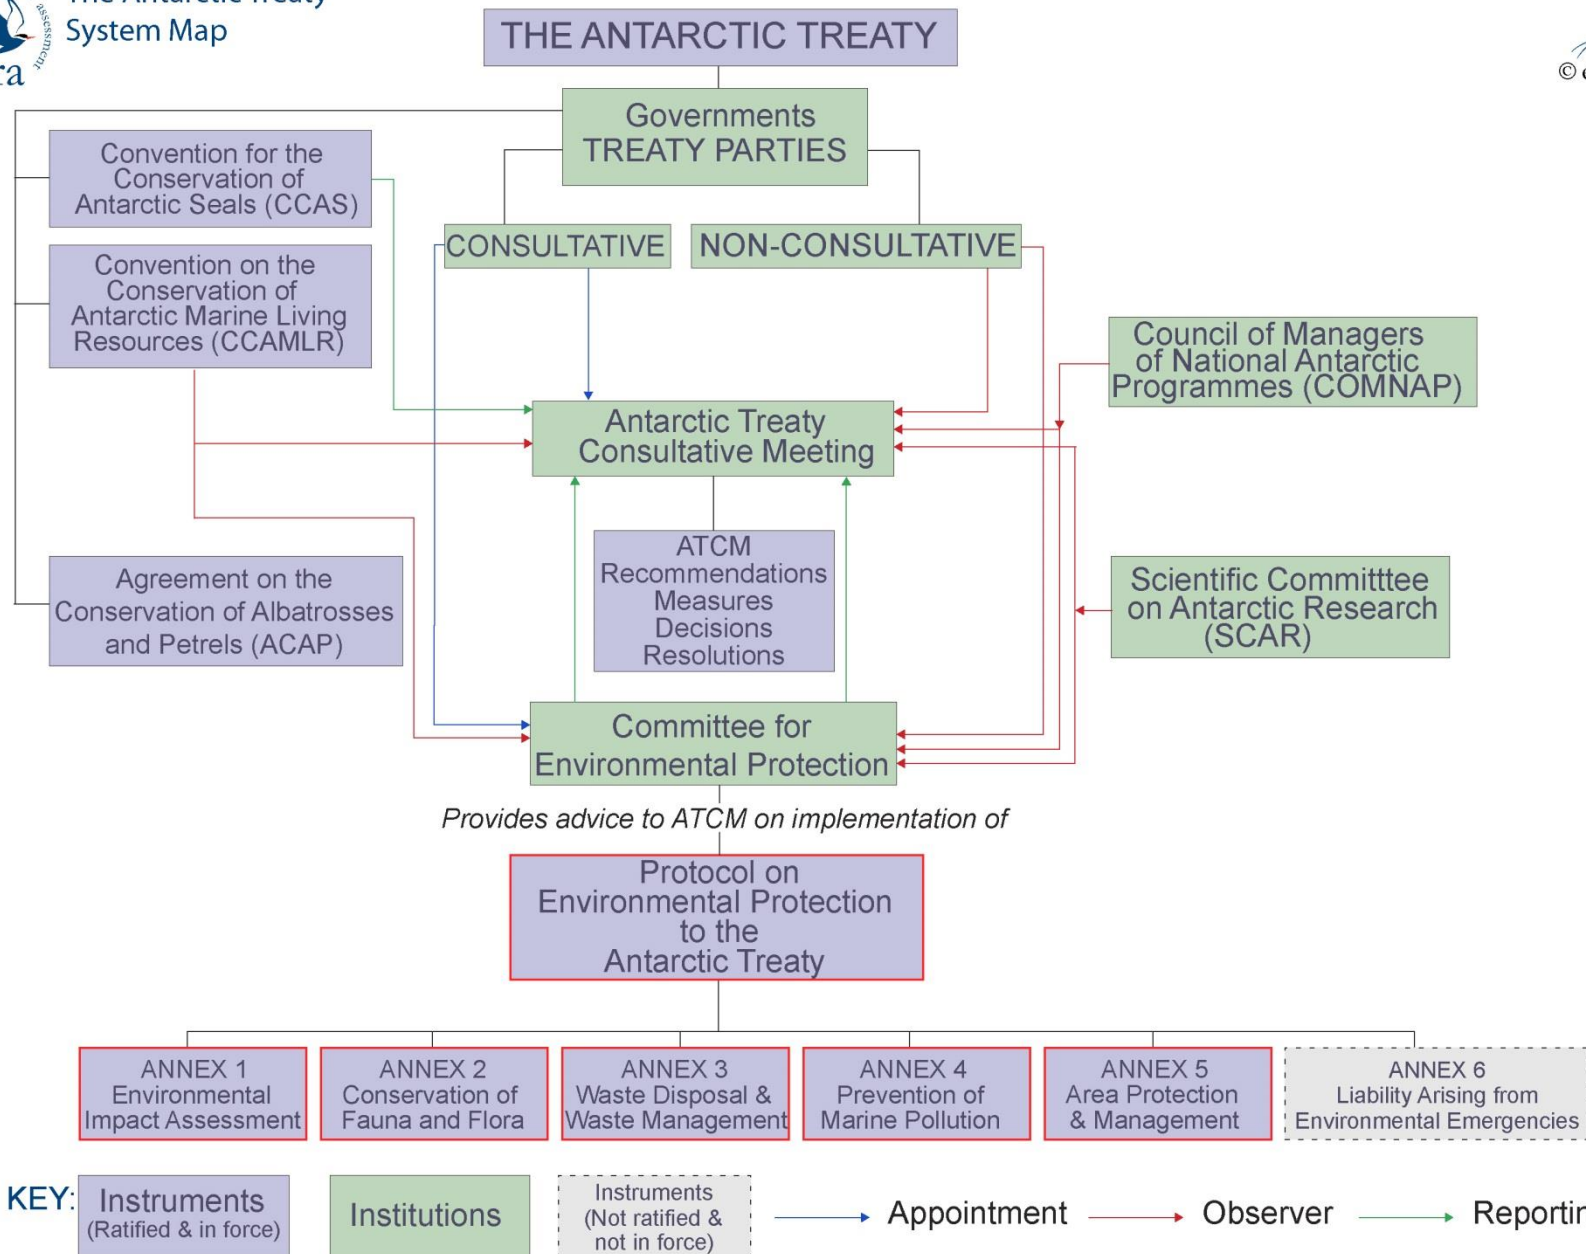 The Antarctic Treaty
System Map
assessment
ra
THE ANTARCTIC TREATY
©
Governments
TREATY PARTIES
Convention for the
Conservation of
Antarctic Seals (CCAS)
CONSULTATIVE
NON-CONSULTATIVE
Convention on the
Conservation of
Antarctic Marine Living
Resources (CCAMLR)
Council of Managers
of National Antarctic
Programmes (COMNAP)
Antarctic Treaty
Consultative Meeting
ATCM
Recommendations
Measures
Decisions
Resolutions
Agreement on the
Conservation of Albatrosses
and Petrels (ACAP)
Scientific Committtee
on Antarctic Research
(SCAR)
Committee for
Environmental Protection
Provides advice to ATCM on implementation of
Protocol on
Environmental Protection
to the
Antarctic Treaty
ANNEX 1
Environmental
Impact Assessment
ANNEX 2
Conservation of
Fauna and Flora
ANNEX 3
Waste Disposal &
Waste Management
ANNEX 4
Prevention of
Marine Pollution
ANNEX 5
Area Protection
& Management
ANNEX 6
Liability Arising from
Environmental Emergencies
KEY:
Instruments
(Ratified & in force)
Institutions
Instruments
(Not ratified &
not in force)
Appointment
Observer
Reportin